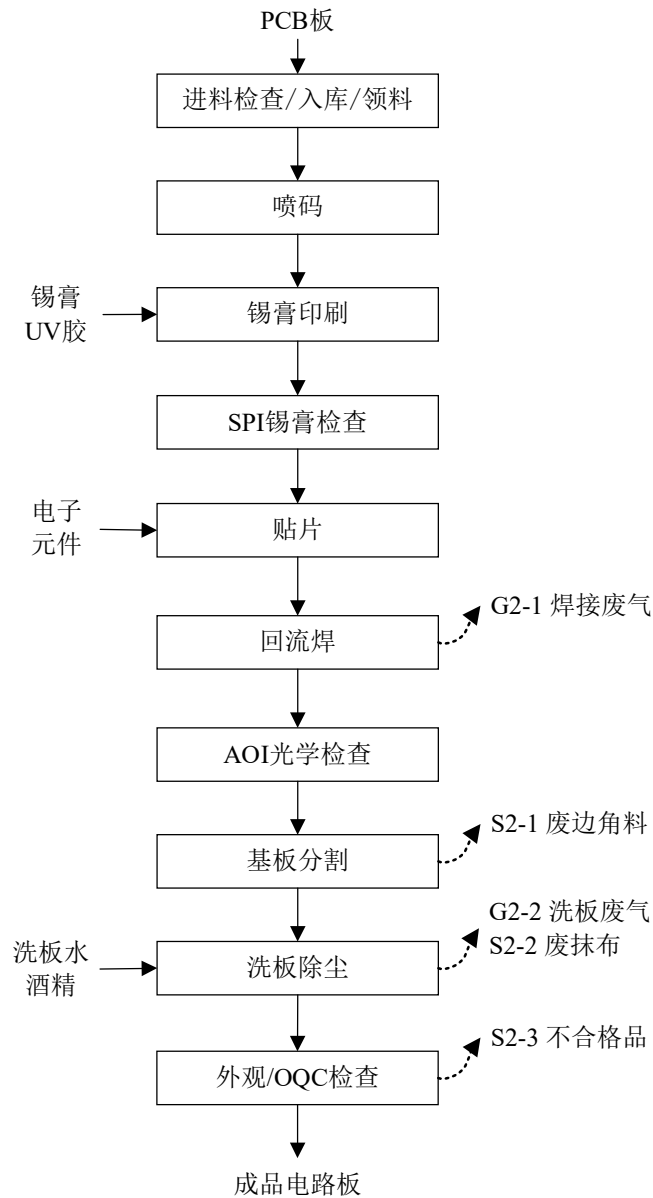 PCB板
进料检查/入库/领料
喷码
锡膏
UV胶
锡膏印刷
SPI锡膏检查
电子
元件
贴片
G2-1 焊接废气
回流焊
AOI光学检查
S2-1 废边角料
基板分割
G2-2 洗板废气
S2-2 废抹布
洗板水
酒精
洗板除尘
S2-3 不合格品
外观/OQC检查
成品电路板